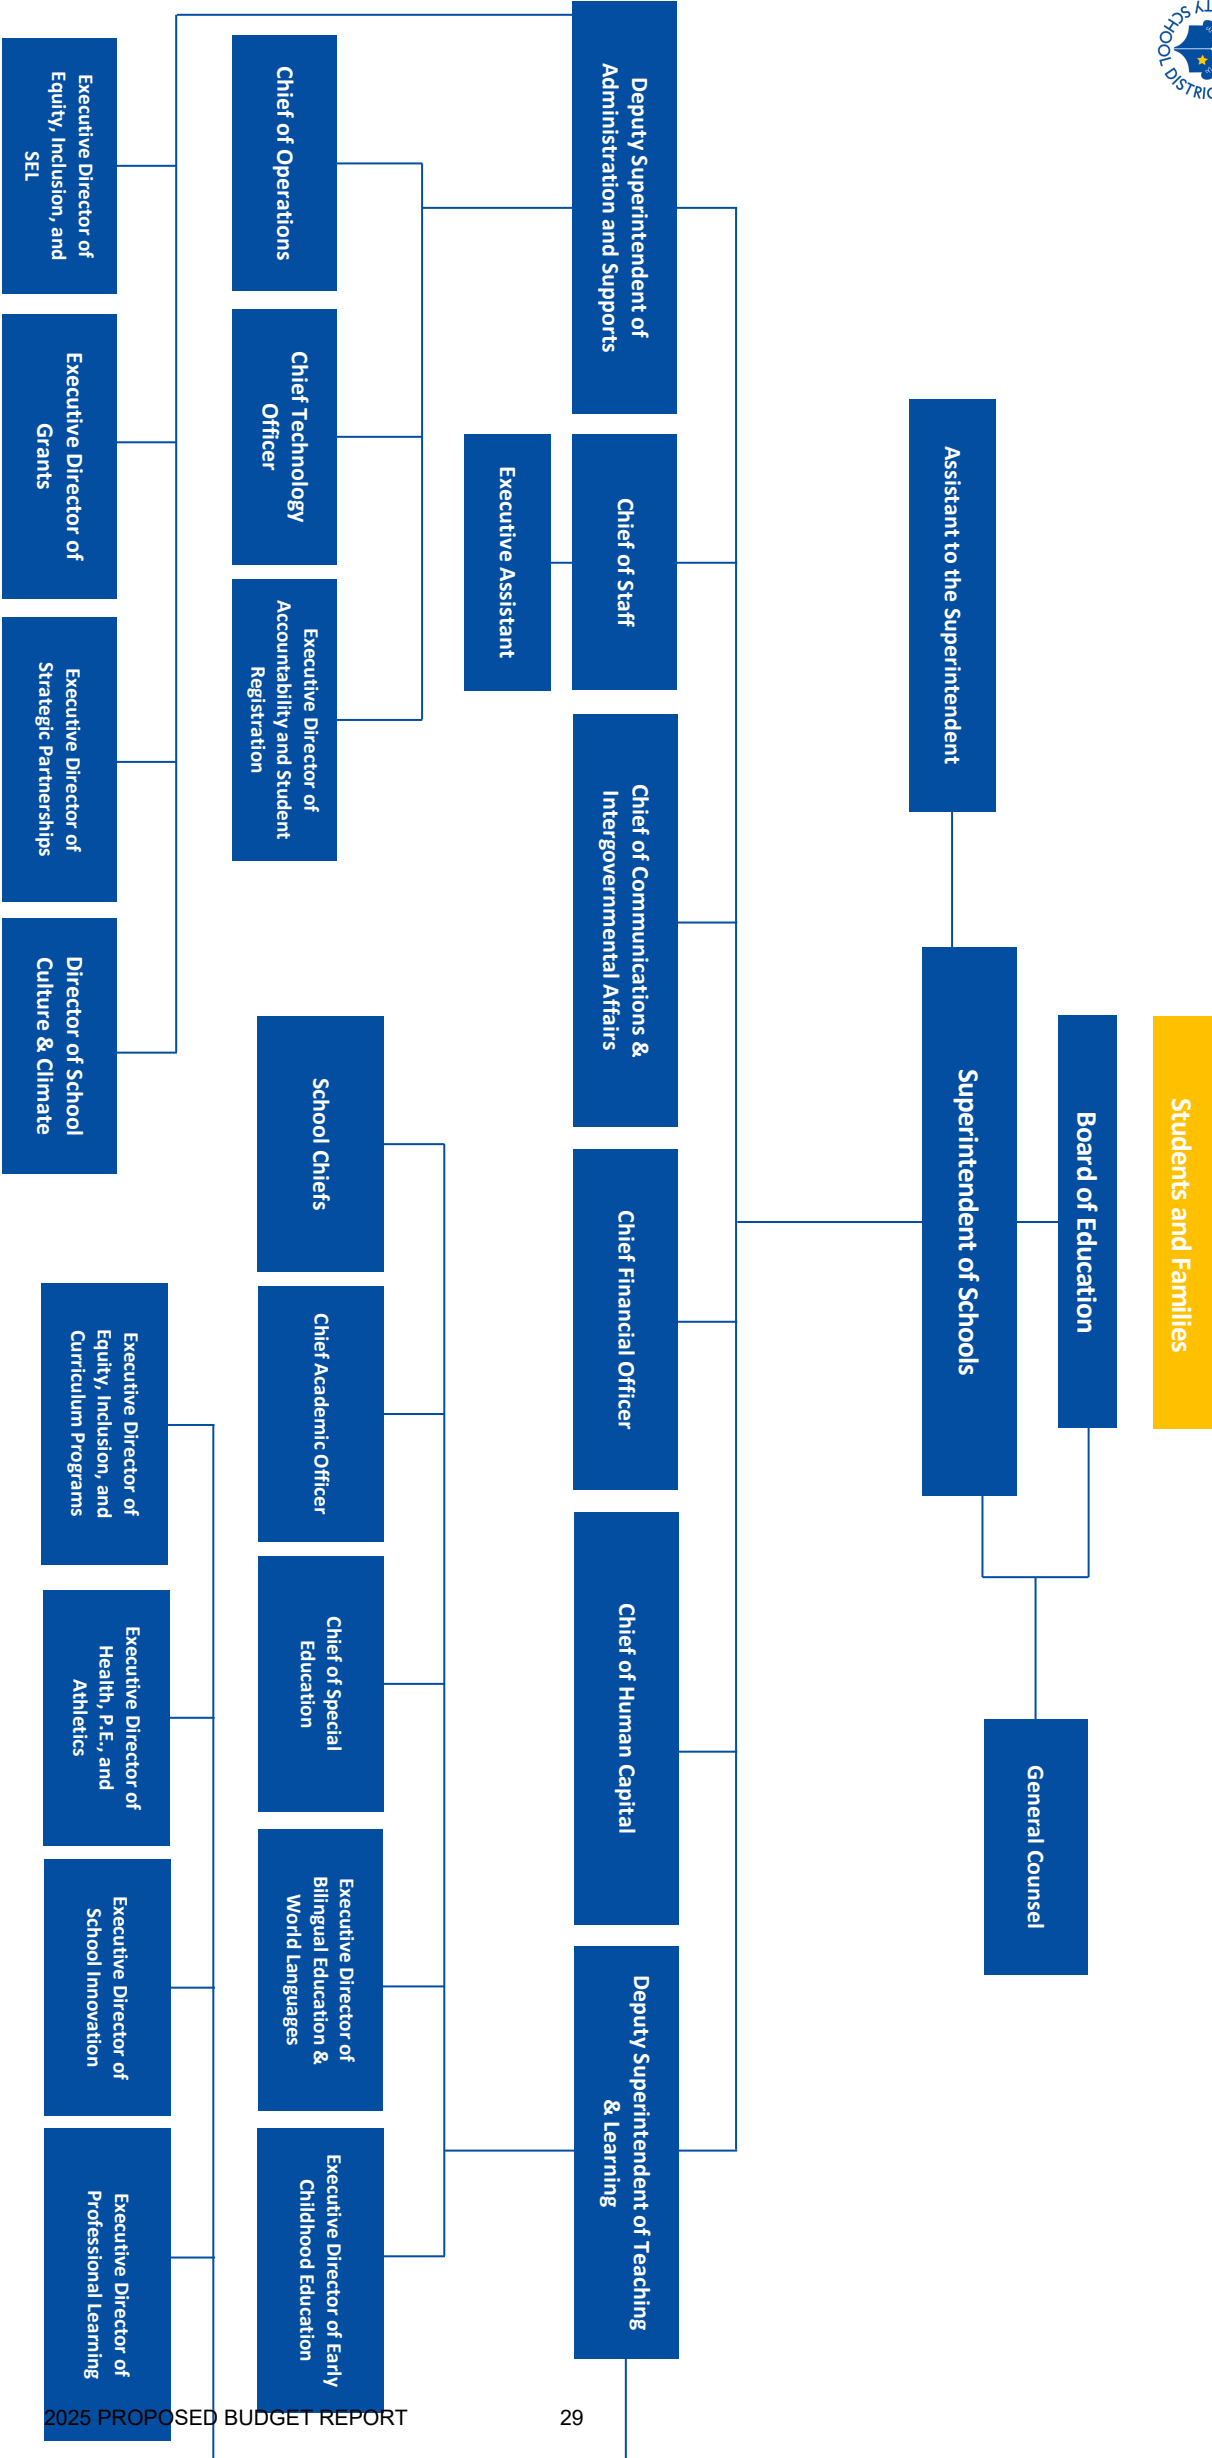 TY SCHOOL DISTRIC
Students and Families
Board of Education
Superintendent of Schools
General Counsel
Assistant to the Superintendent
Deputy Superintendent of
Administration and Supports
Chief of Staff
Chief of Communications &
Intergovernmental Affairs
Chief Financial Officer
Chief of Human Capital
Deputy Superintendent of Teaching
& Learning
Executive Assistant
Chief of Operations
Chief Technology
Officer
Executive Director of
Accountability and Student
Registration
School Chiefs
Chief Academic Officer
Chief of Special
Education
Executive Director of
Bilingual Education &
World Languages
Executive Director of Early
Childhood Education
Executive Director of
Equity, Inclusion, and
SEL
Executive Director of
Grants
Executive Director of
Strategic Partnerships
Director of School
Culture & Climate
Executive Director of
Equity, Inclusion, and
Curriculum Programs
Executive Director of
Health, P.E., and
Athletics
Executive Director of
School Innovation
Executive Director of
Professional Learning
2025 PROPOSED BUDGET REPORT 29